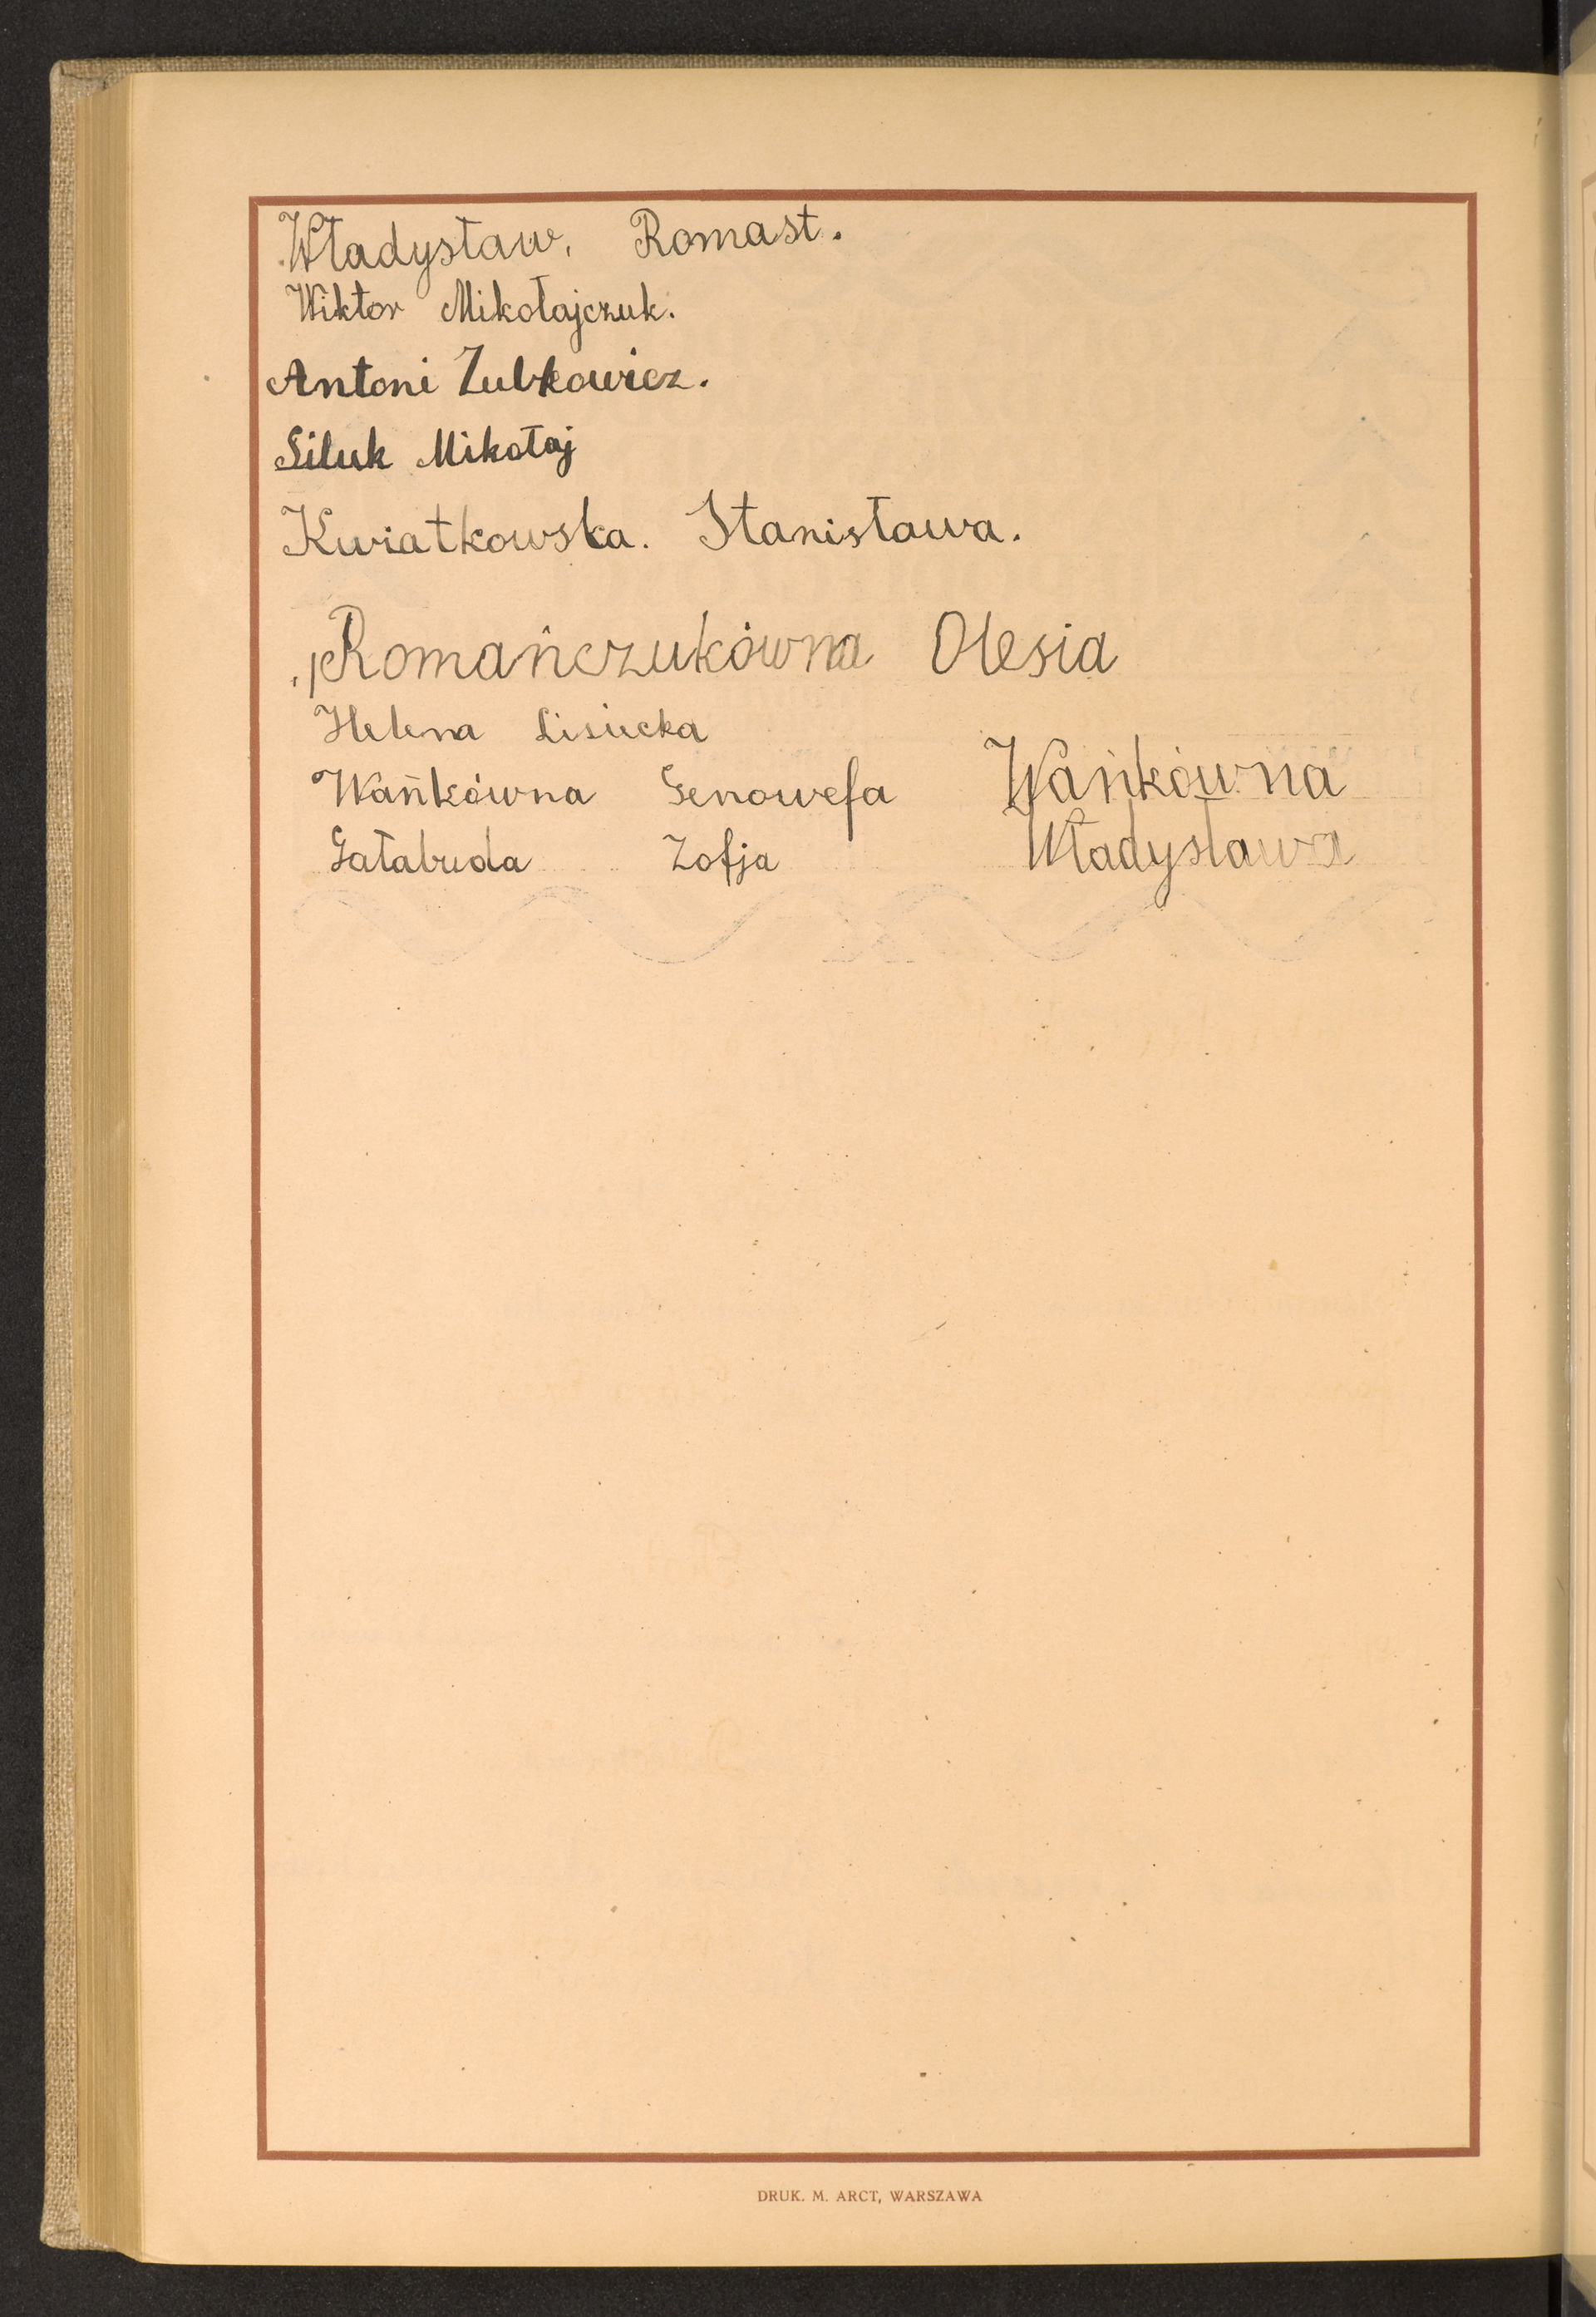 Władysław. Romast.
Wiktor Mikołajczuk.
Antoni Zubkowicz.
Siluk Mikołaj
Kwiatkowska. Stanisława.
Romańczukówna Olesia
Helena Lisiecka
Wańkówna Genowefa
Gałabuda Zofja
Wańkówna
Władysława
DRUK. M. ARCT, WARSZAWA